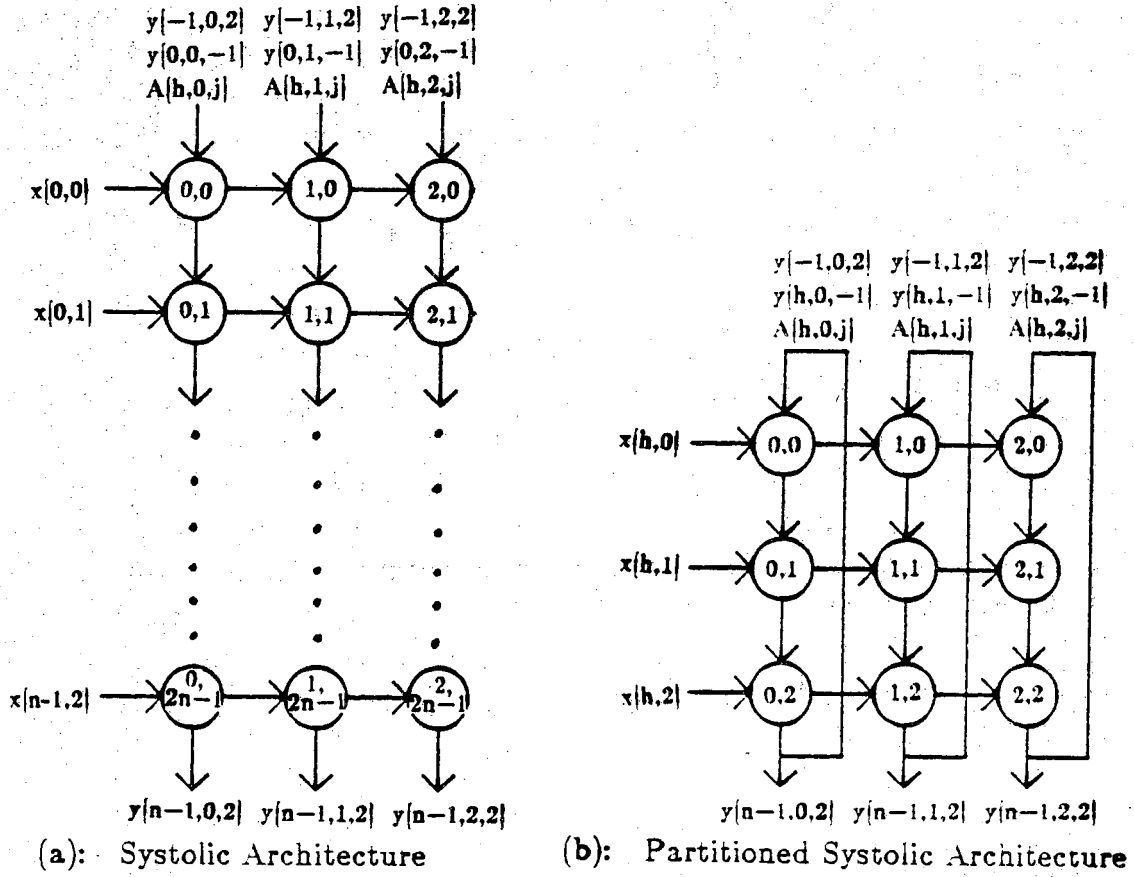 y[-1,0,2] y[-1,1,2] y[-1,2,2]
y[0,0,-1] y[0,1,-1] y[0,2,-1]
A[h,0,j] A[h,1,j] A[h,2,j]
x[0,0] 0,0 1,0 2,0
x[0,1] 0,1 1,1 2,1
x[n-1,2] 0, 2n-1 1, 2n-1 2, 2n-1
y[n-1,0,2] y[n-1,1,2] y[n-1,2,2]
(a): Systolic Architecture
y[-1,0,2] y[-1,1,2] y[-1,2,2]
y[h,0,-1] y[h,1,-1] y[h,2,-1]
A[h,0,j] A[h,1,j] A[h,2,j]
x[h,0] 0,0 1,0 2,0
x[h,1] 0,1 1,1 2,1
x[h,2] 0,2 1,2 2,2
y[n-1,0,2] y[n-1,1,2] y[n-1,2,2]
(b): Partitioned Systolic Architecture